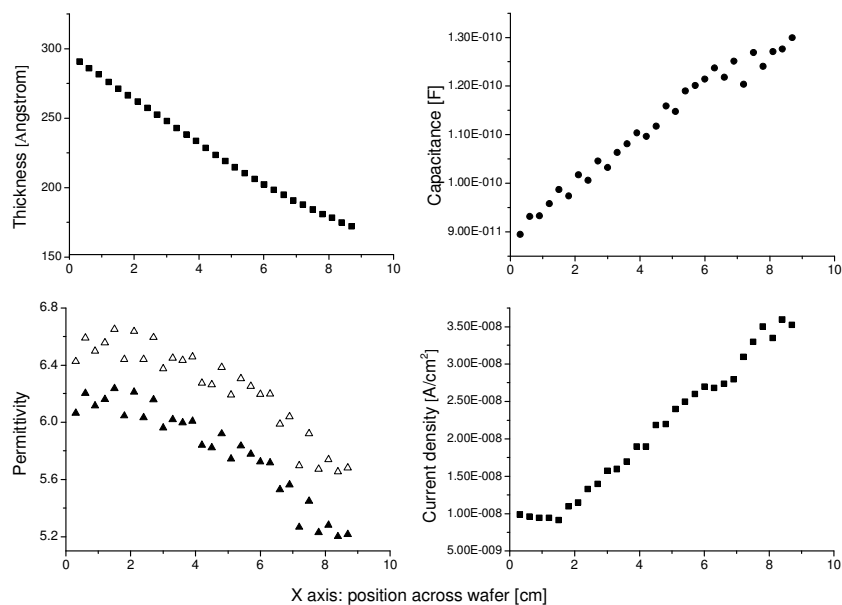 300
250
200
150
0
2
4
6
8
10
Thickness [Angstrom]
1.30E-010
1.20E-010
1.10E-010
1.00E-010
9.00E-011
0
2
4
6
8
10
Capacitance [F]
6.8
6.4
6.0
5.6
5.2
0
2
4
6
8
10
Permittivity
3.50E-008
3.00E-008
2.50E-008
2.00E-008
1.50E-008
1.00E-008
5.00E-009
0
2
4
6
8
10
Current density [A/cm²]
X axis: position across wafer [cm]